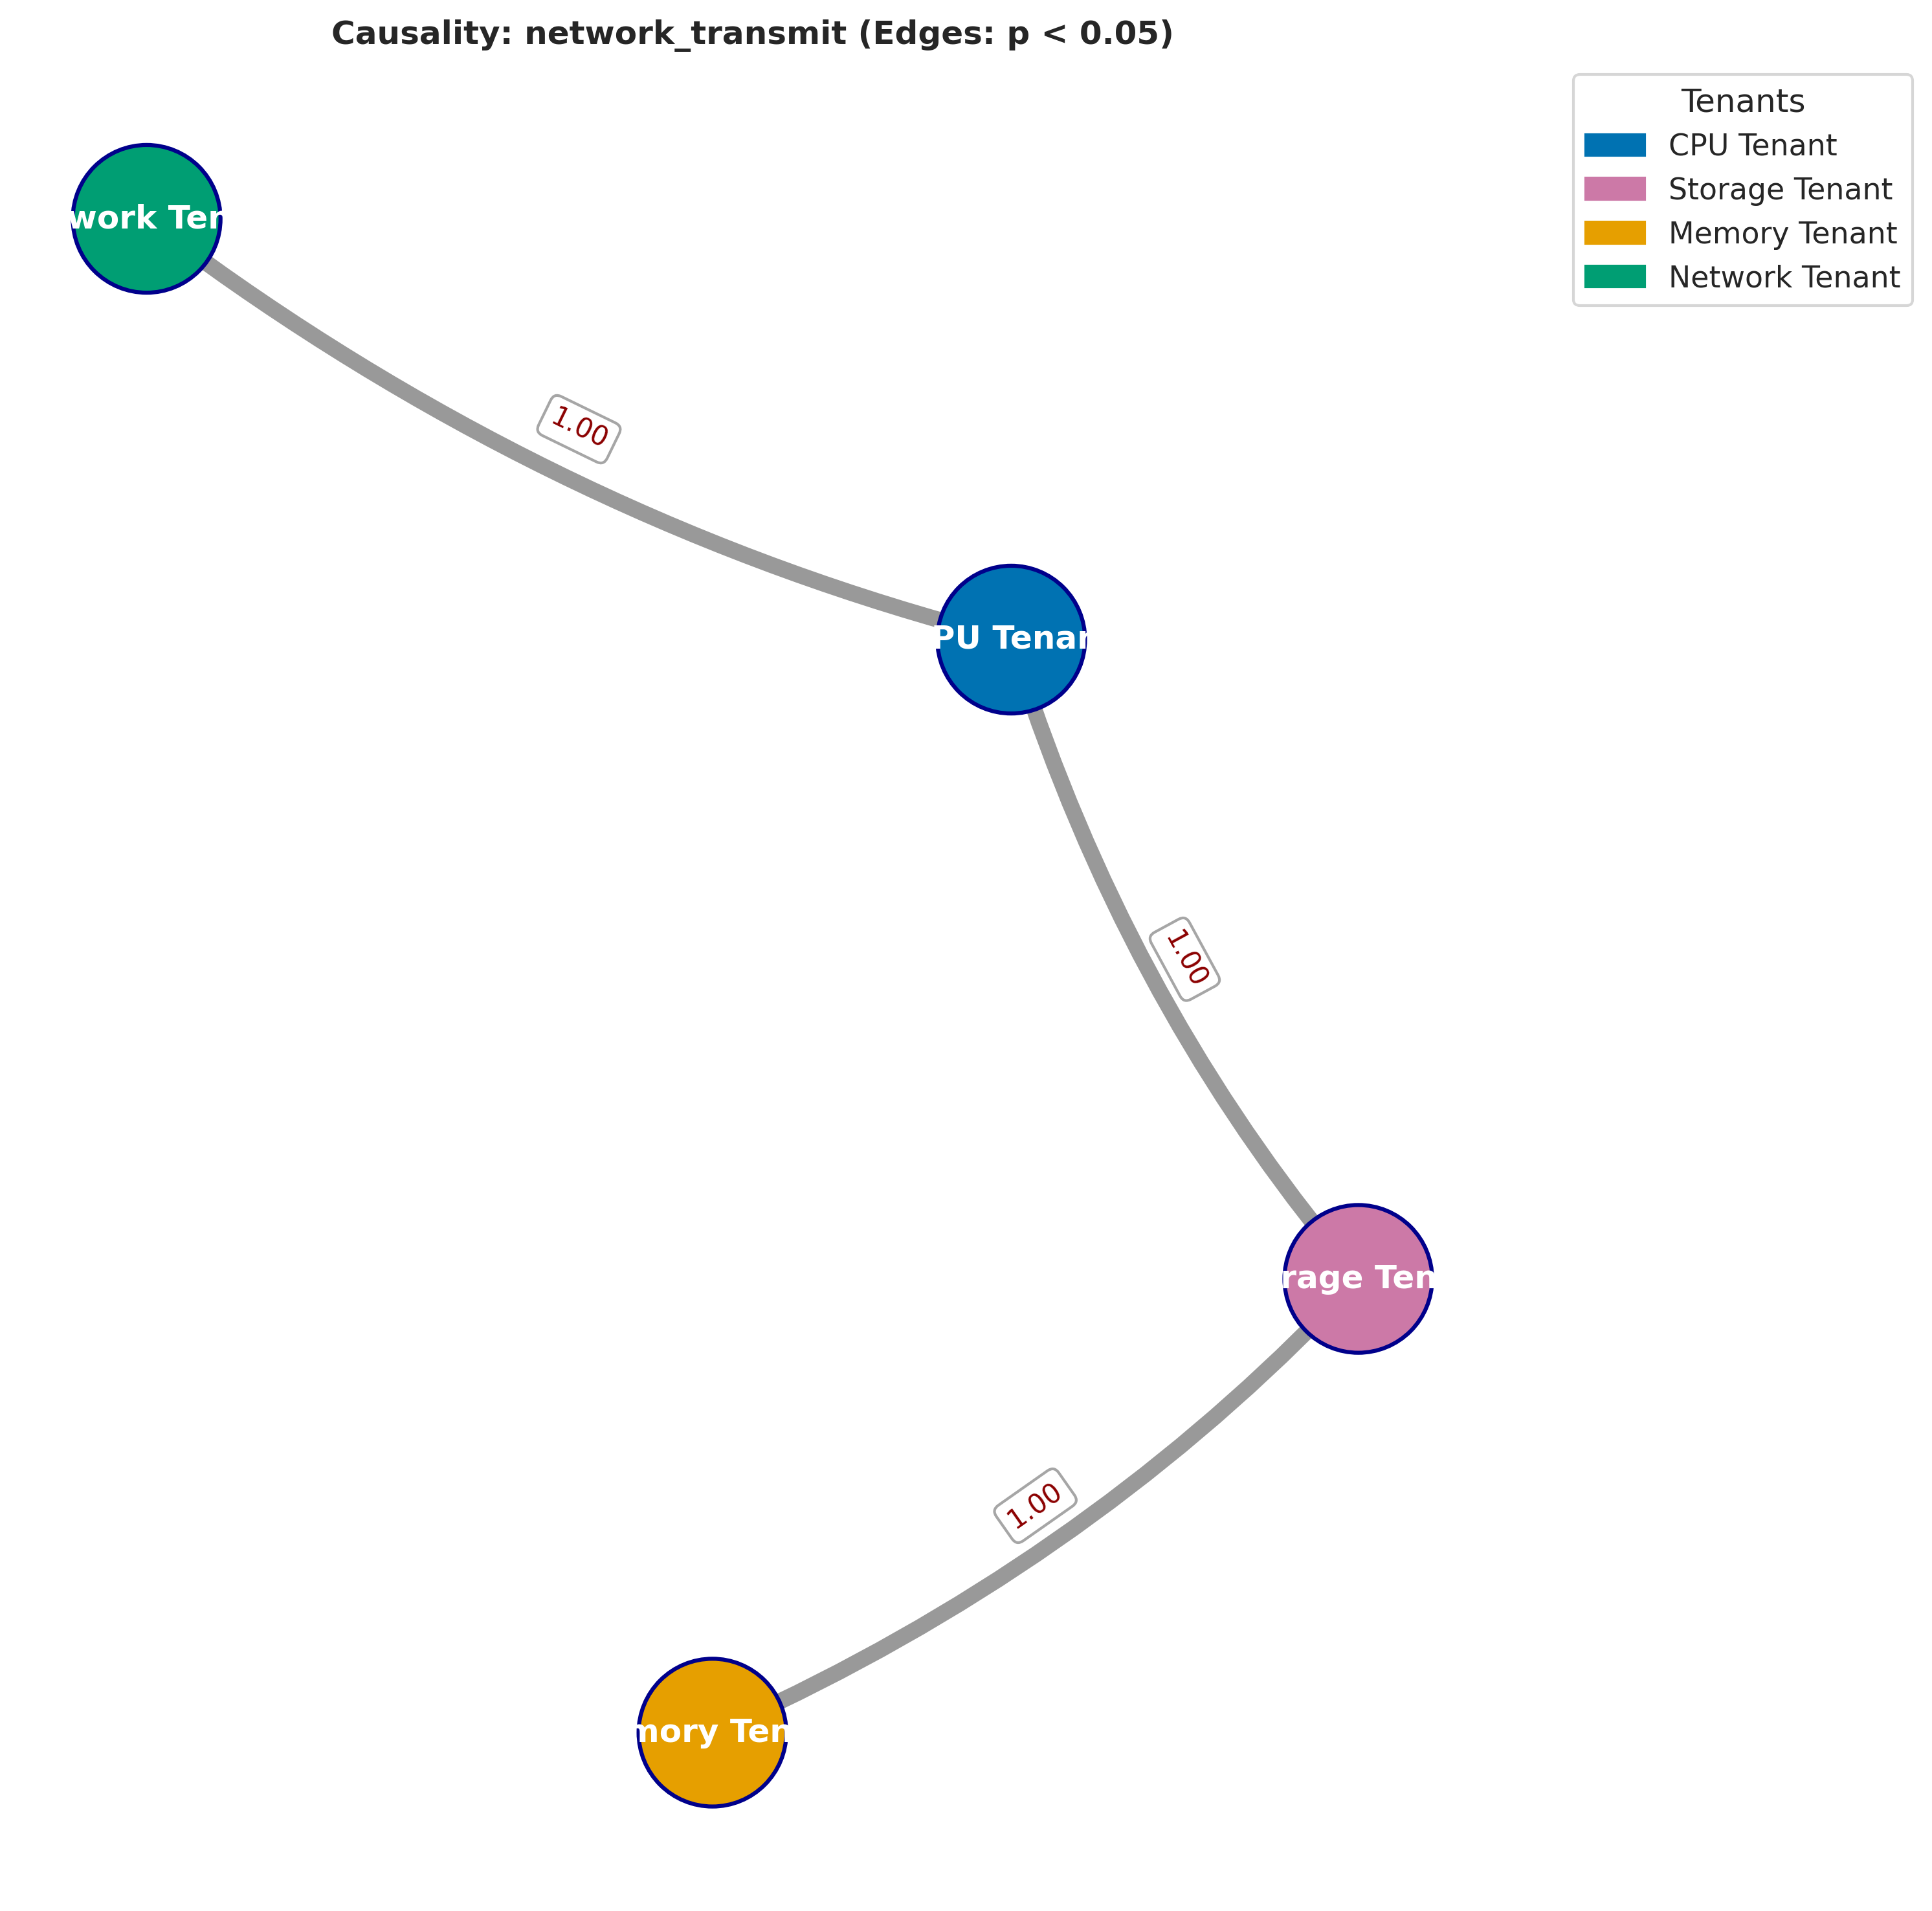 Causality: network_transmit (Edges: p < 0.05)
Tenants
CPU Tenant
Storage Tenant
Memory Tenant
Network Tenant
work Ten
1.00
PU Tenan
1.00
rage Ten
1.00
mory Ten